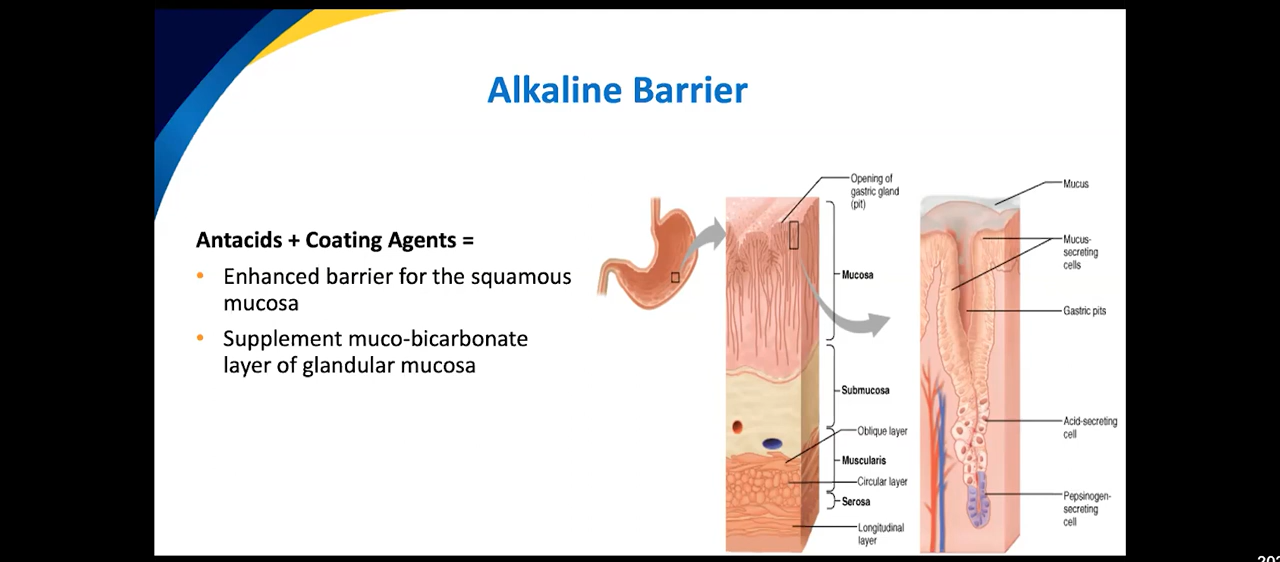 Alkaline Barrier
Antacids + Coating Agents =
• Enhanced barrier for the squamous
mucosa
• Supplement muco-bicarbonate
layer of glandular mucosa
Opening of
gastric gland
(pit)
Mucosa
Submucosa
Oblique layer
Muscularis
Circular layer
Serosa
Longitudinal
layer
Mucus
Mucus-
secreting
cells
Gastric pits
Acid-secreting
cell
Pepsinogen-
secreting
cell